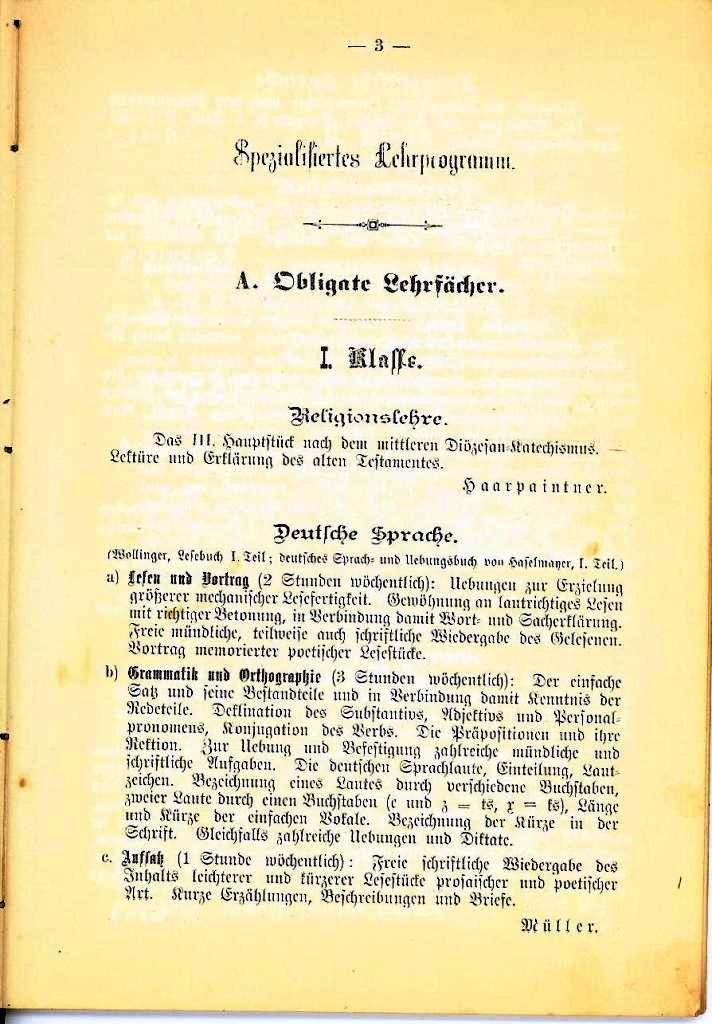 — 3 —
Spezialisiertes Lehrprogramm.
A. Obligate Lehrfächer.
I. Klasse.
Religionslehre.
Das III. Hauptstück nach dem mittleren Diözesan-Katechismus.
Lektüre und Erklärung des alten Testamentes.
Haarpaintner.
Deutsche Sprache.
(Wollinger, Lesebuch I. Teil; deutsches Sprach- und Uebungsbuch von Haselmayer, I. Teil.)
a) Lesen und Vortrag (2 Stunden wöchentlich): Uebungen zur Erzielung
größerer mechanischer Lesefertigkeit. Gewöhnung an lautrichtiges Lesen
mit richtiger Betonung, in Verbindung damit Wort- und Sacherklärung.
Freie mündliche, teilweise auch schriftliche Wiedergabe des Gelesenen.
Vortrag memorierter poetischer Lesestücke.
b) Grammatik und Orthographie (3 Stunden wöchentlich): Der einfache
Satz und seine Bestandteile und in Verbindung damit Kenntnis der
Redeteile. Deklination des Substantivs, Adjektivs und Personal-
pronomens, Konjugation des Verbs. Die Präpositionen und ihre
Rektion. Zur Uebung und Befestigung zahlreiche mündliche und
schriftliche Aufgaben. Die deutschen Sprachlaute, Einteilung, Laut-
zeichen. Bezeichnung eines Lautes durch verschiedene Buchstaben,
zweier Laute durch einen Buchstaben (c und z = ts, x = ks), Länge
und Kürze der einfachen Vokale. Bezeichnung der Kürze in der
Schrift. Gleichfalls zahlreiche Uebungen und Diktate.
c. Aufsatz (1 Stunde wöchentlich): Freie schriftliche Wiedergabe des
Inhalts leichterer und kürzerer Lesestücke prosaischer und poetischer
Art. Kurze Erzählungen, Beschreibungen und Briefe.
Müller.